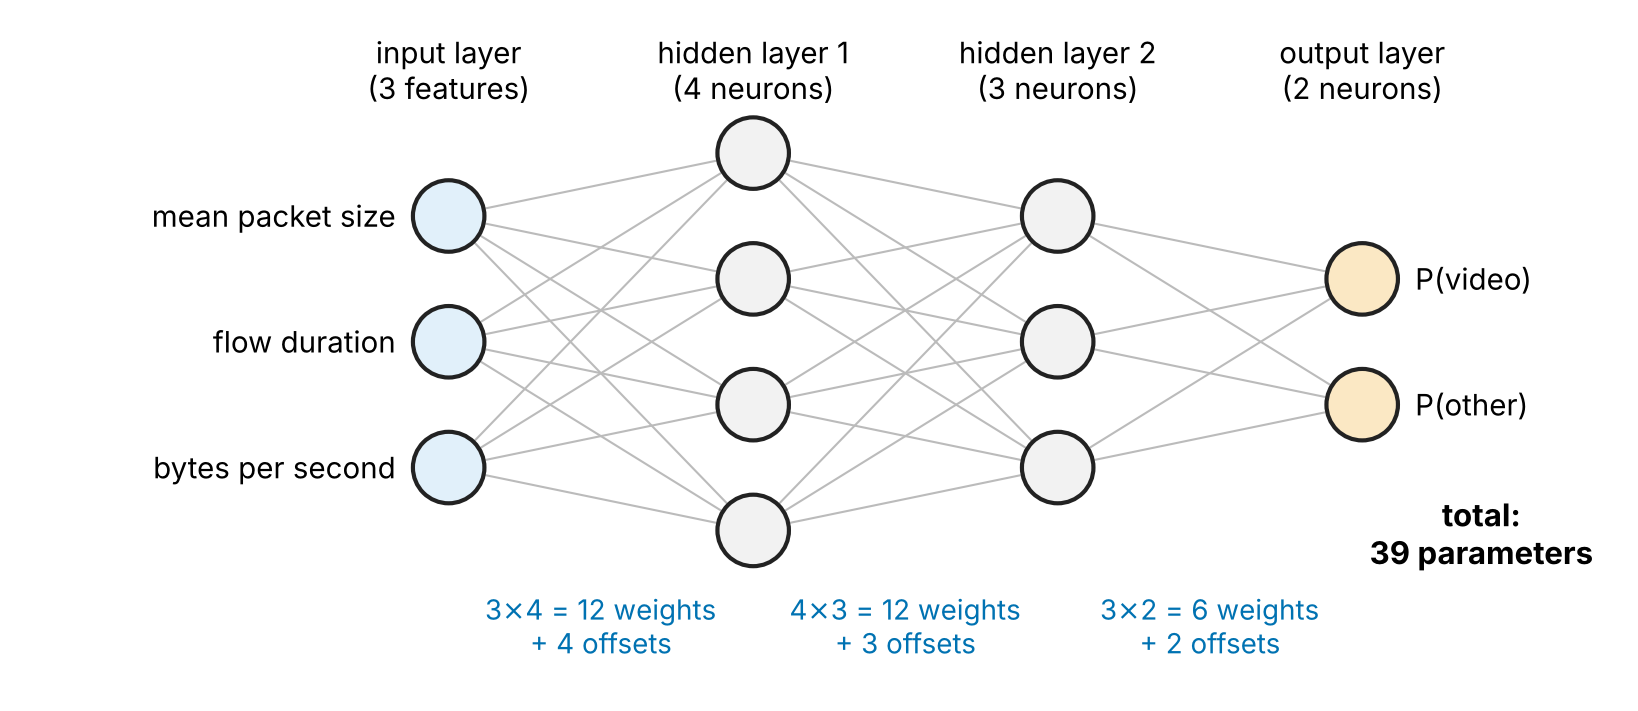 input layer
(3 features)
hidden layer 1
(4 neurons)
hidden layer 2
(3 neurons)
output layer
(2 neurons)
mean packet size
flow duration
bytes per second
P(video)
P(other)
total:
39 parameters
3×4 = 12 weights
+ 4 offsets
4×3 = 12 weights
+ 3 offsets
3×2 = 6 weights
+ 2 offsets